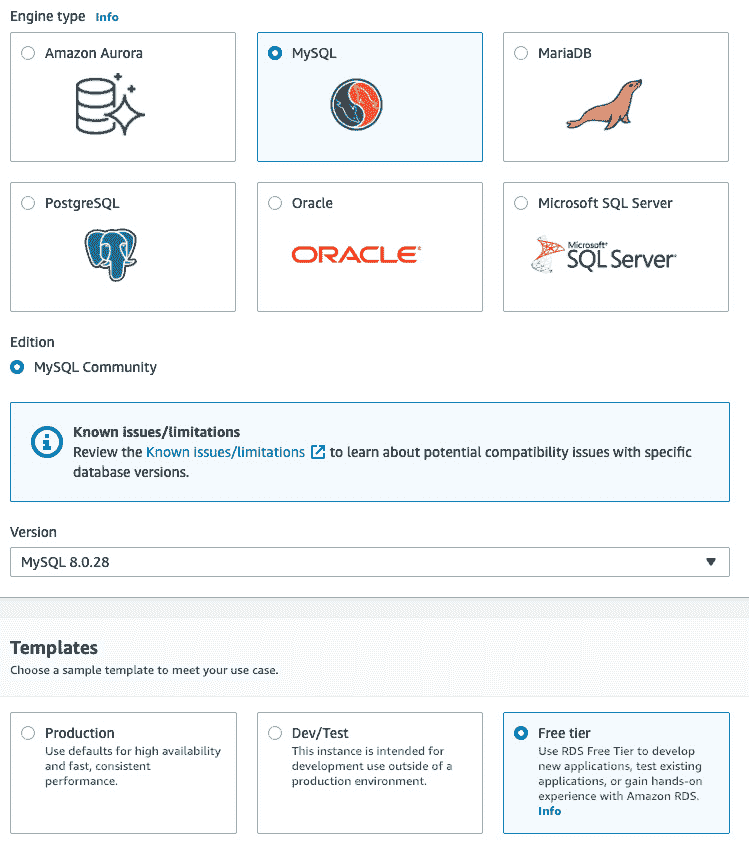 Engine type Info
Amazon Aurora
MySQL
MariaDB
PostgreSQL
Oracle
ORACLE®
Microsoft SQL Server
Microsoft®
SQL Server®
Edition
MySQL Community
Known issues/limitations
Review the Known issues/limitations to learn about potential compatibility issues with specific
database versions.
Version
MySQL 8.0.28
Templates
Choose a sample template to meet your use case.
Production
Use defaults for high availability
and fast, consistent
performance.
Dev/Test
This instance is intended for
development use outside of a
production environment.
Free tier
Use RDS Free Tier to develop
new applications, test existing
applications, or gain hands-on
experience with Amazon RDS.
Info